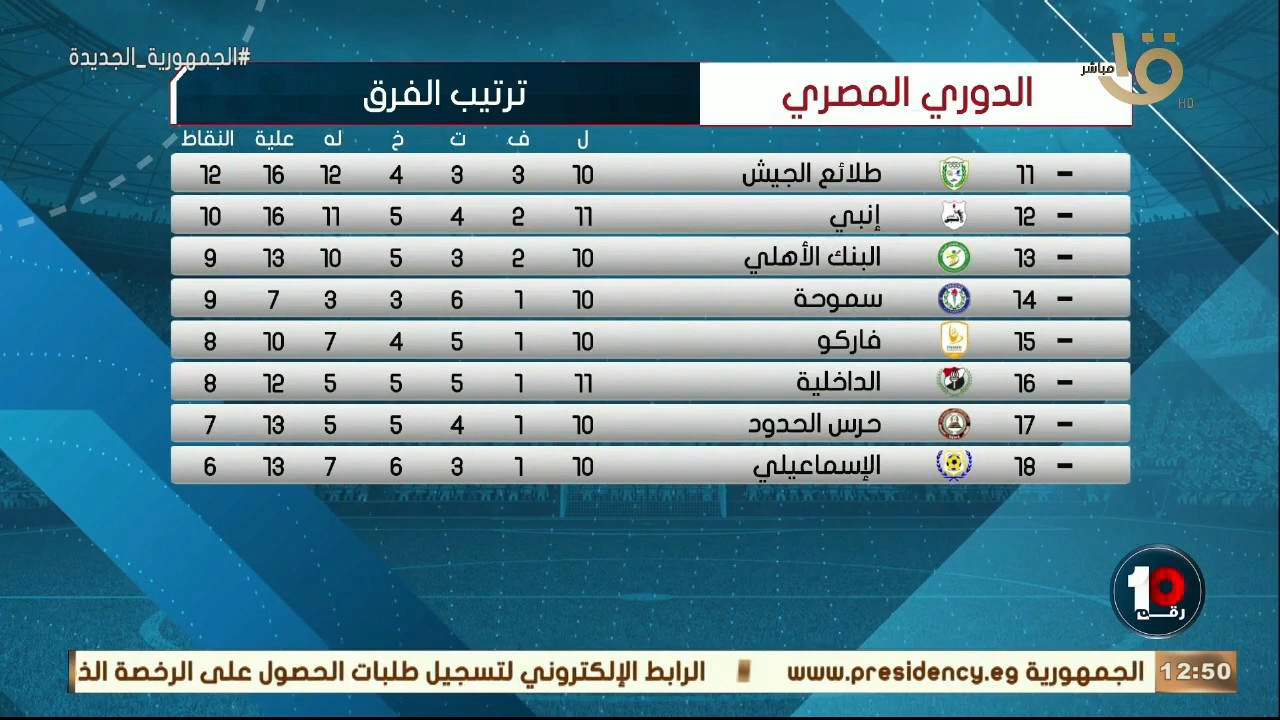 #الجمهورية_الجديدة
مباشر
HD
الدوري المصري ترتيب الفرق
ل ف ت خ له علية النقاط
– 11 طلائع الجيش 10 3 3 4 12 16 12
– 12 إنبي 11 2 4 5 11 16 10
– 13 البنك الأهلي 10 2 3 5 10 13 9
– 14 سموحة 10 1 6 3 3 7 9
– 15 فاركو 10 1 5 4 7 10 8
– 16 الداخلية 11 1 5 5 5 12 8
– 17 حرس الحدود 10 1 4 5 5 13 7
– 18 الإسماعيلي 10 1 3 6 7 13 6
رقم 10
12:50 الجمهورية www.presidency.eg الرابط الإلكتروني لتسجيل طلبات الحصول على الرخصة الذ